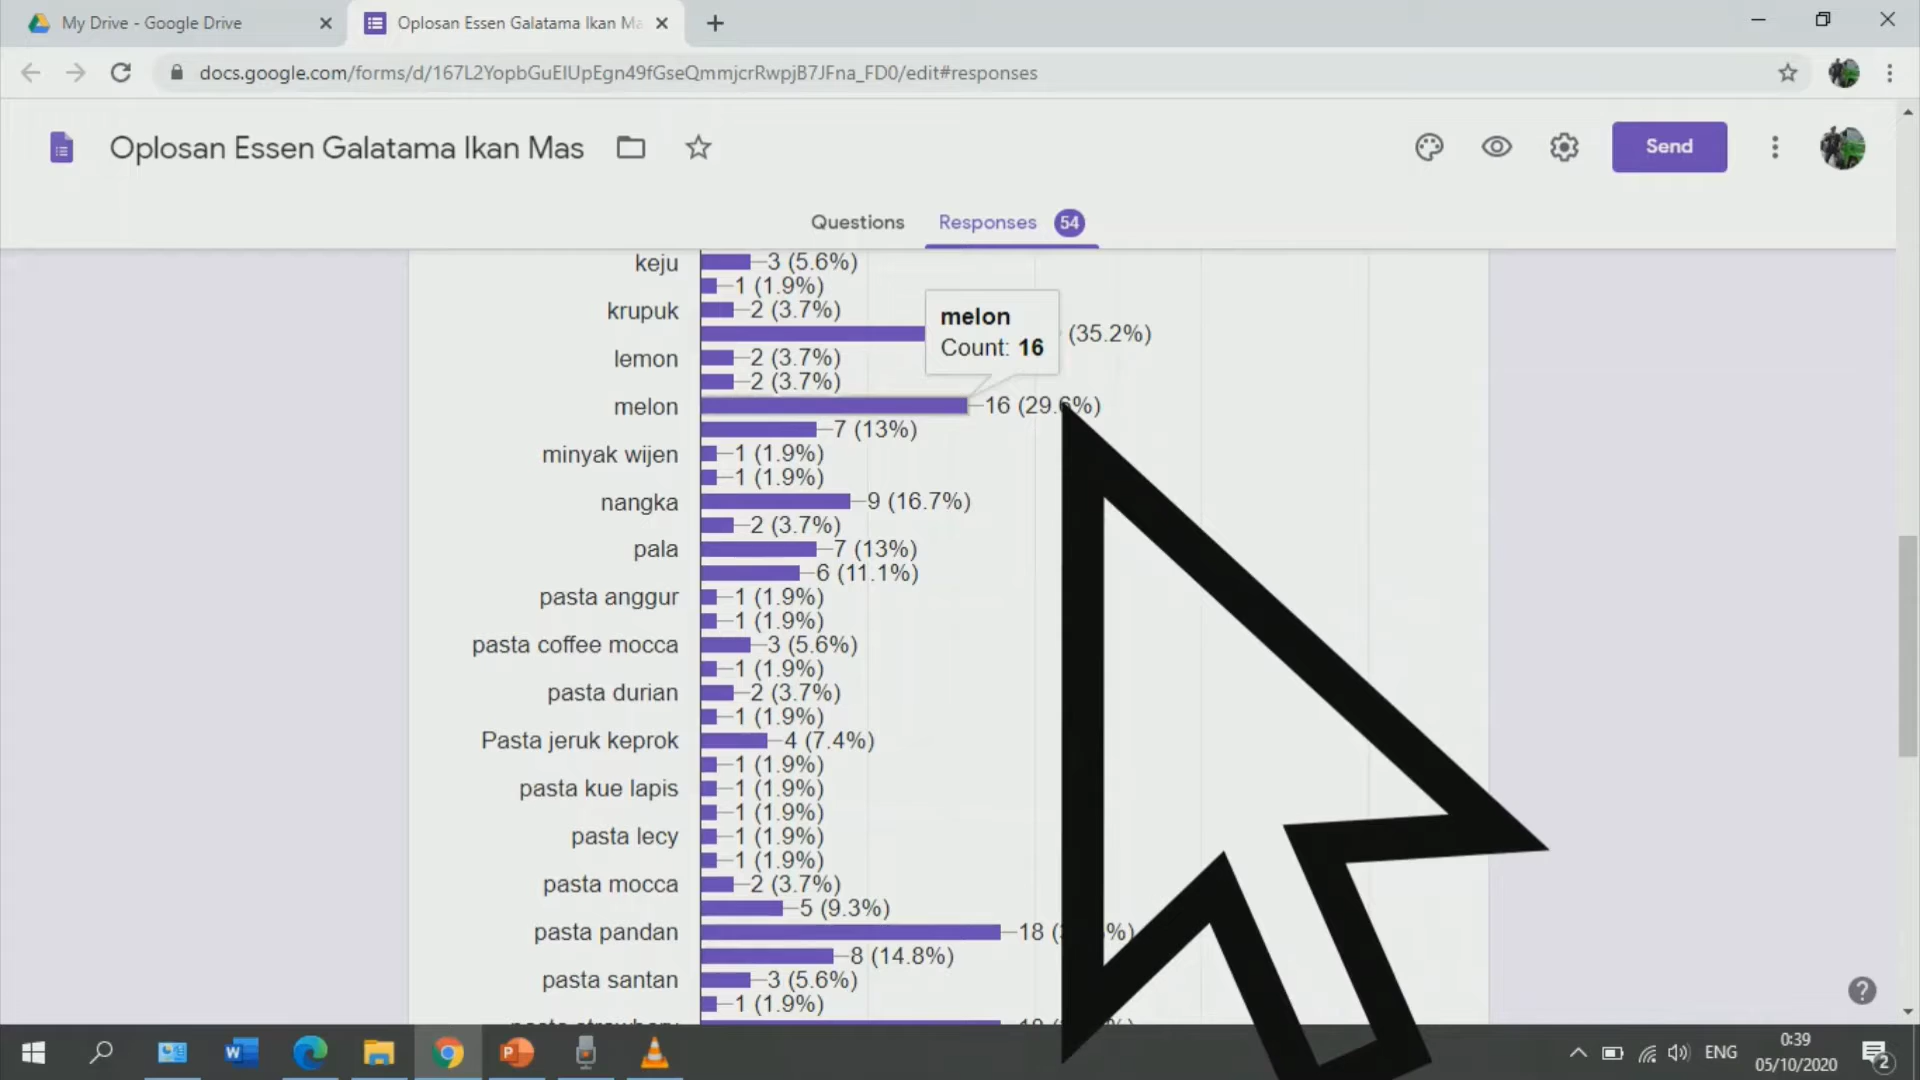 My Drive - Google Drive
Oplosan Essen Galatama Ikan Ma
docs.google.com/forms/d/167L2YopbGuEIUpEgn49fGseQmmjcrRwpjB7JFna_FD0/edit#responses
Oplosan Essen Galatama Ikan Mas
Send
Questions Responses 54
keju 3 (5.6%)
1 (1.9%)
krupuk 2 (3.7%)
(35.2%)
melon
Count: 16
lemon 2 (3.7%)
2 (3.7%)
melon 16 (29.6%)
7 (13%)
minyak wijen 1 (1.9%)
1 (1.9%)
nangka 9 (16.7%)
2 (3.7%)
pala 7 (13%)
6 (11.1%)
pasta anggur 1 (1.9%)
1 (1.9%)
pasta coffee mocca 3 (5.6%)
1 (1.9%)
pasta durian 2 (3.7%)
1 (1.9%)
Pasta jeruk keprok 4 (7.4%)
1 (1.9%)
pasta kue lapis 1 (1.9%)
1 (1.9%)
pasta lecy 1 (1.9%)
1 (1.9%)
pasta mocca 2 (3.7%)
5 (9.3%)
pasta pandan 18
8 (14.8%)
pasta santan 3 (5.6%)
1 (1.9%)
ENG
0:39
05/10/2020
2